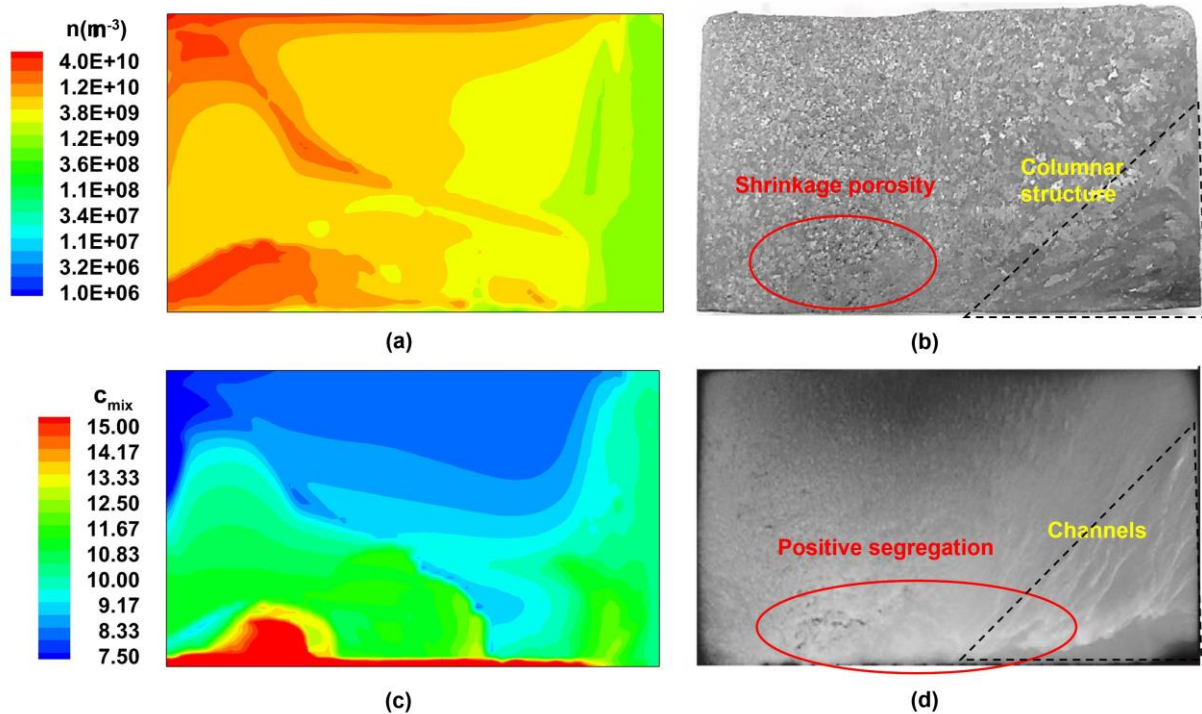 n(m⁻³)
4.0E+10
1.2E+10
3.8E+09
1.2E+09
3.6E+08
1.1E+08
3.4E+07
1.1E+07
3.2E+06
1.0E+06
(a)
Shrinkage porosity
Columnar
structure
(b)
c_mix
15.00
14.17
13.33
12.50
11.67
10.83
10.00
9.17
8.33
7.50
(c)
Positive segregation
Channels
(d)